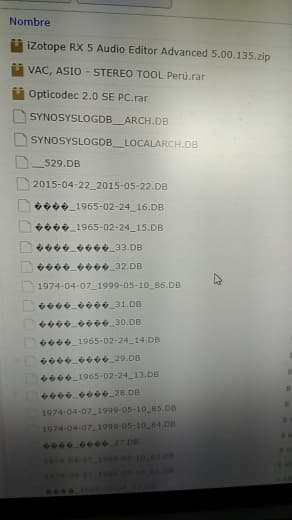 Nombre
iZotope RX 5 Audio Editor Advanced 5.00.135.zip
VAC, ASIO - STEREO TOOL Perú.rar
Opticodec 2.0 SE PC.rar
SYNOSYSLOGDB__ARCH.DB
SYNOSYSLOGDB__LOCALARCH.DB
__529.DB
2015-04-22_2015-05-22.DB
����_1965-02-24_16.DB
����_1965-02-24_15.DB
����_����_33.DB
����_����_32.DB
1974-04-07_1999-05-10_86.DB
����_����_31.DB
����_����_30.DB
����_1965-02-24_14.DB
����_����_29.DB
����_1965-02-24_13.DB
����_����_28.DB
1974-04-07_1999-05-10_85.DB
1974-04-07_1999-05-10_84.DB
����_����_27.DB